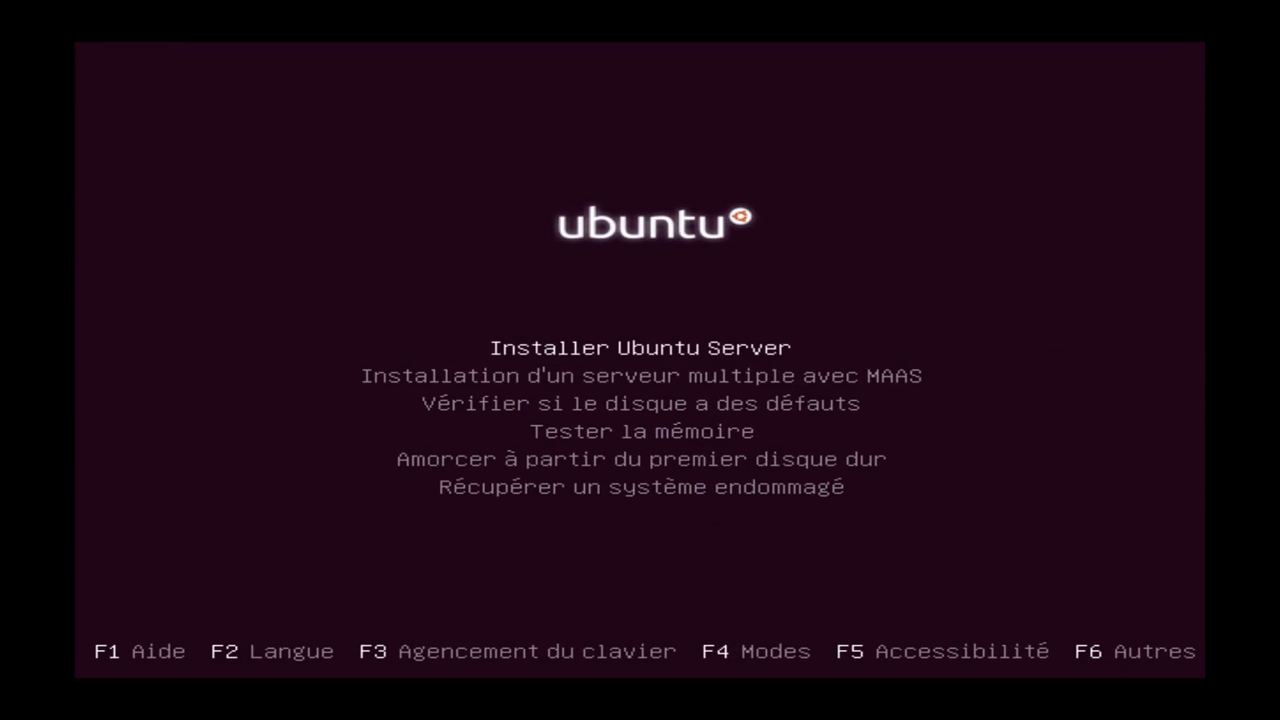 ubuntu
Installer Ubuntu Server
Installation d'un serveur multiple avec MAAS
Vérifier si le disque a des défauts
Tester la mémoire
Amorcer à partir du premier disque dur
Récupérer un système endommagé
F1 Aide F2 Langue F3 Agencement du clavier F4 Modes F5 Accessibilité F6 Autres